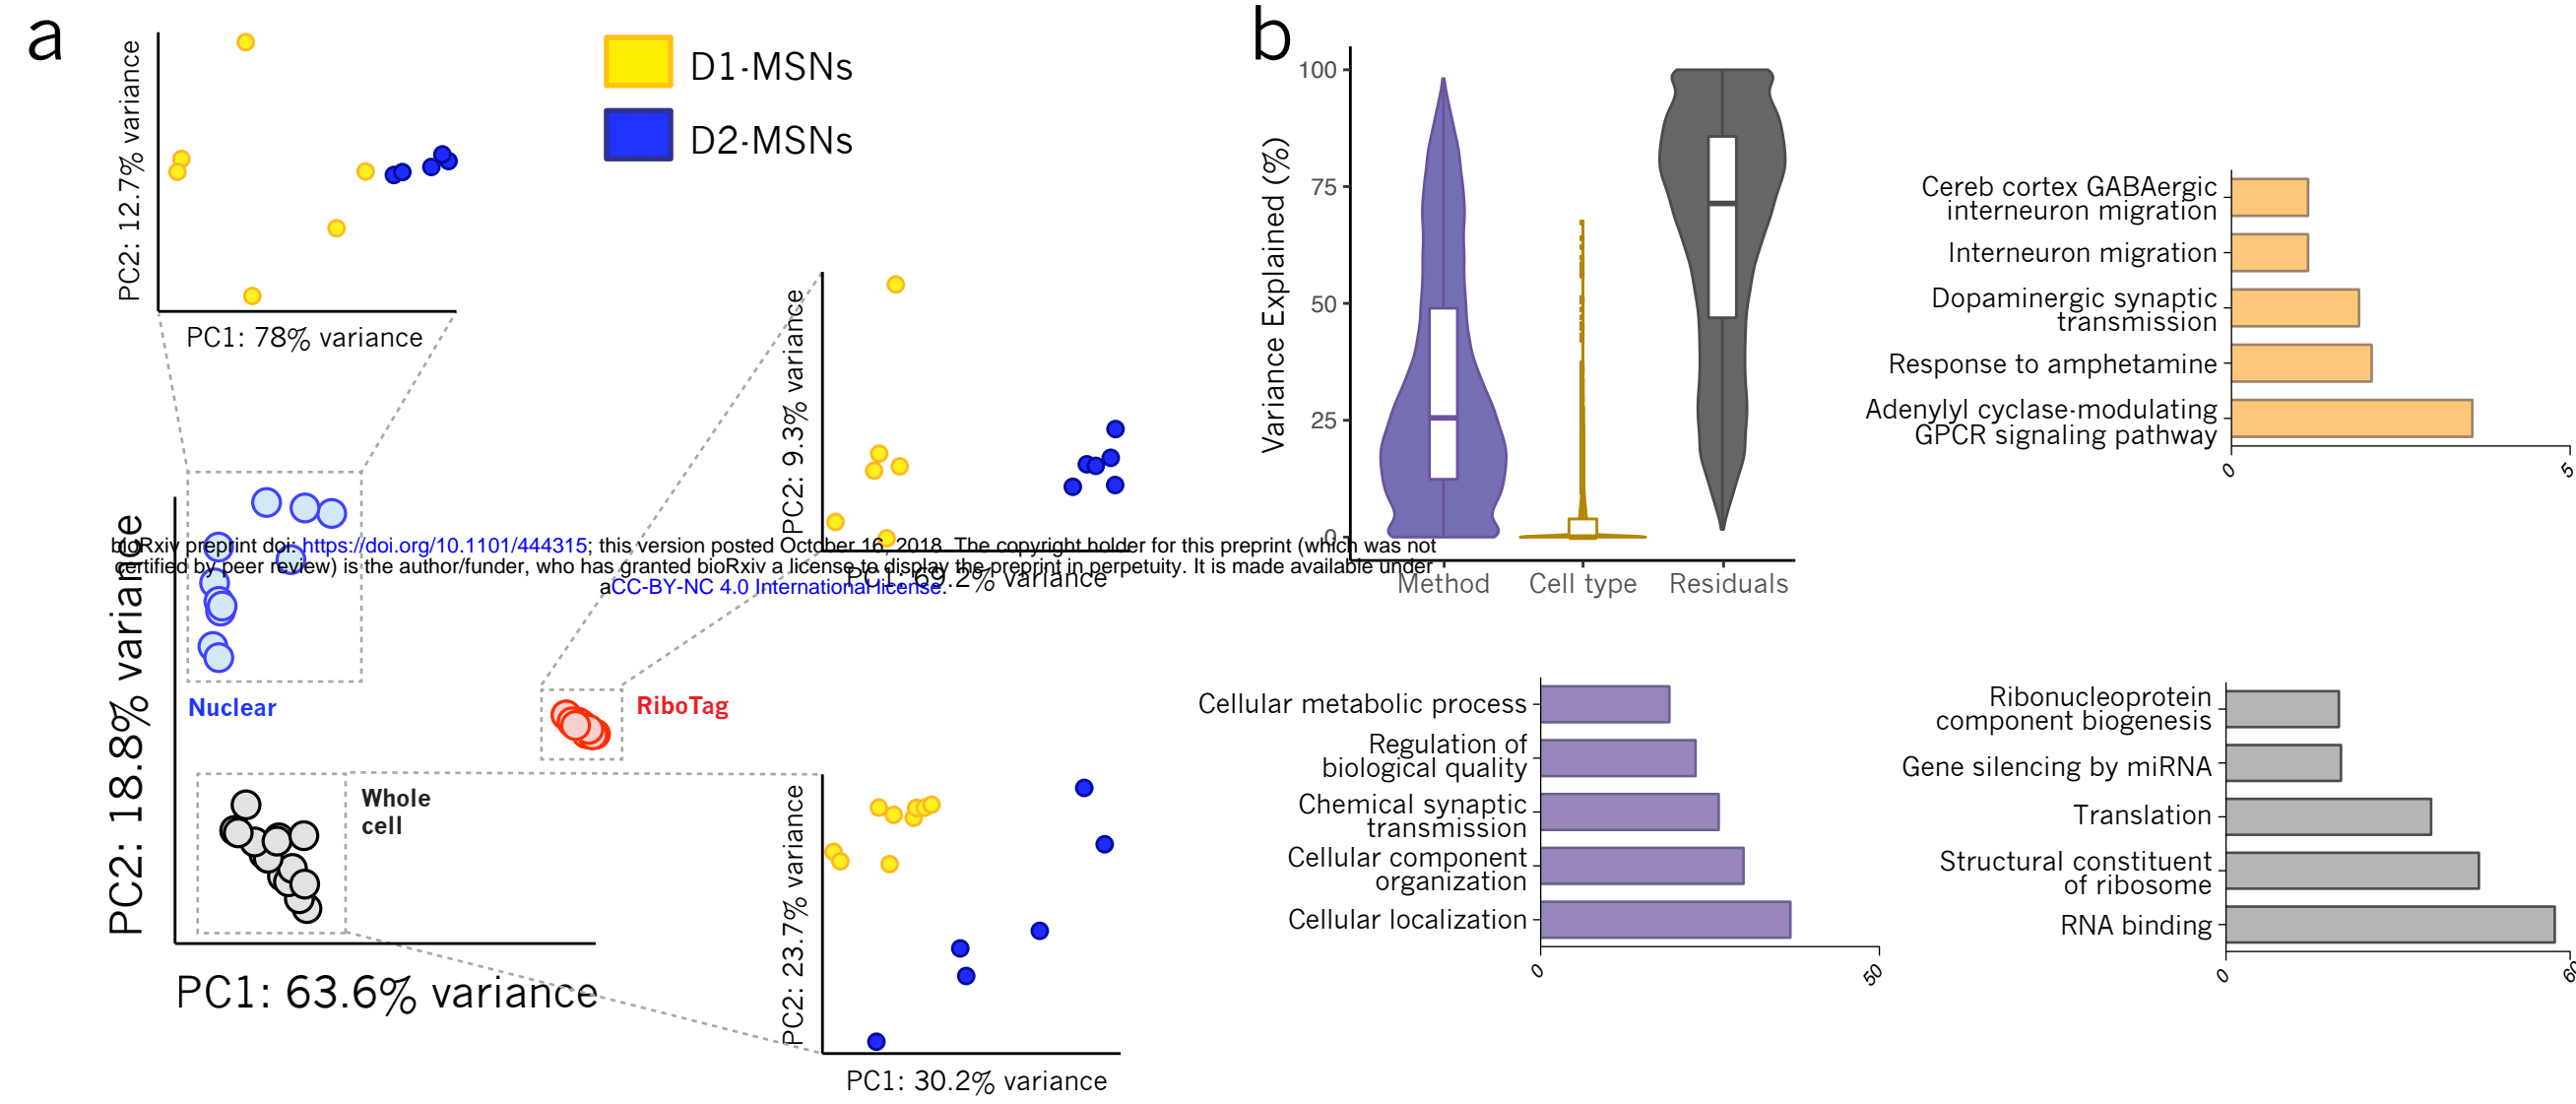 a
PC2: 12.7% variance
PC1: 78% variance
D1-MSNs
D2-MSNs
PC2: 9.3% variance
PC1: 69.2% variance
bioRxiv preprint doi: https://doi.org/10.1101/444315; this version posted October 16, 2018. The copyright holder for this preprint (which was not
certified by peer review) is the author/funder, who has granted bioRxiv a license to display the preprint in perpetuity. It is made available under
aCC-BY-NC 4.0 International license.
PC2: 18.8% variance
PC1: 63.6% variance
Nuclear
RiboTag
Whole
cell
PC2: 23.7% variance
PC1: 30.2% variance
b
Variance Explained (%)
100
75
50
25
0
Method
Cell type
Residuals
Cereb cortex GABAergic
interneuron migration
Interneuron migration
Dopaminergic synaptic
transmission
Response to amphetamine
Adenylyl cyclase-modulating
GPCR signaling pathway
0
5
Cellular metabolic process
Regulation of
biological quality
Chemical synaptic
transmission
Cellular component
organization
Cellular localization
0
50
Ribonucleoprotein
component biogenesis
Gene silencing by miRNA
Translation
Structural constituent
of ribosome
RNA binding
0
60